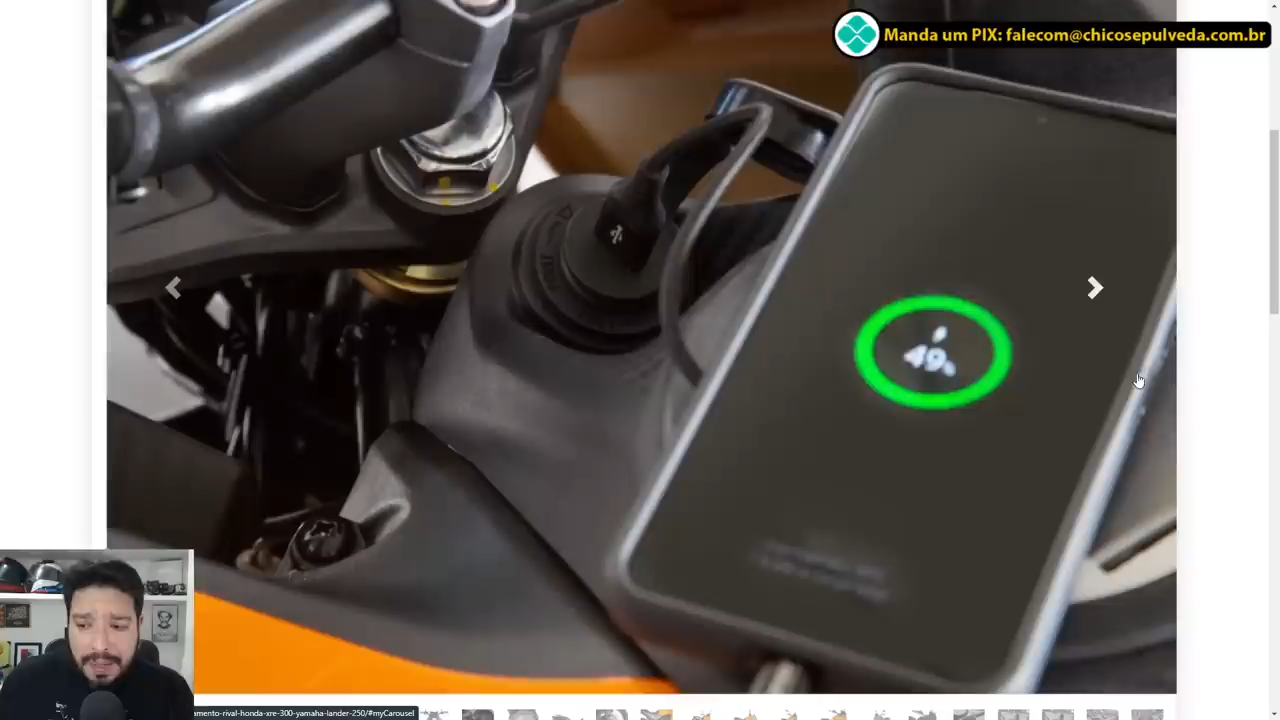 Manda um PIX: falecom@chicosepulveda.com.br
49%
amento-rival-honda-xre-300-yamaha-lander-250/#myCarousel